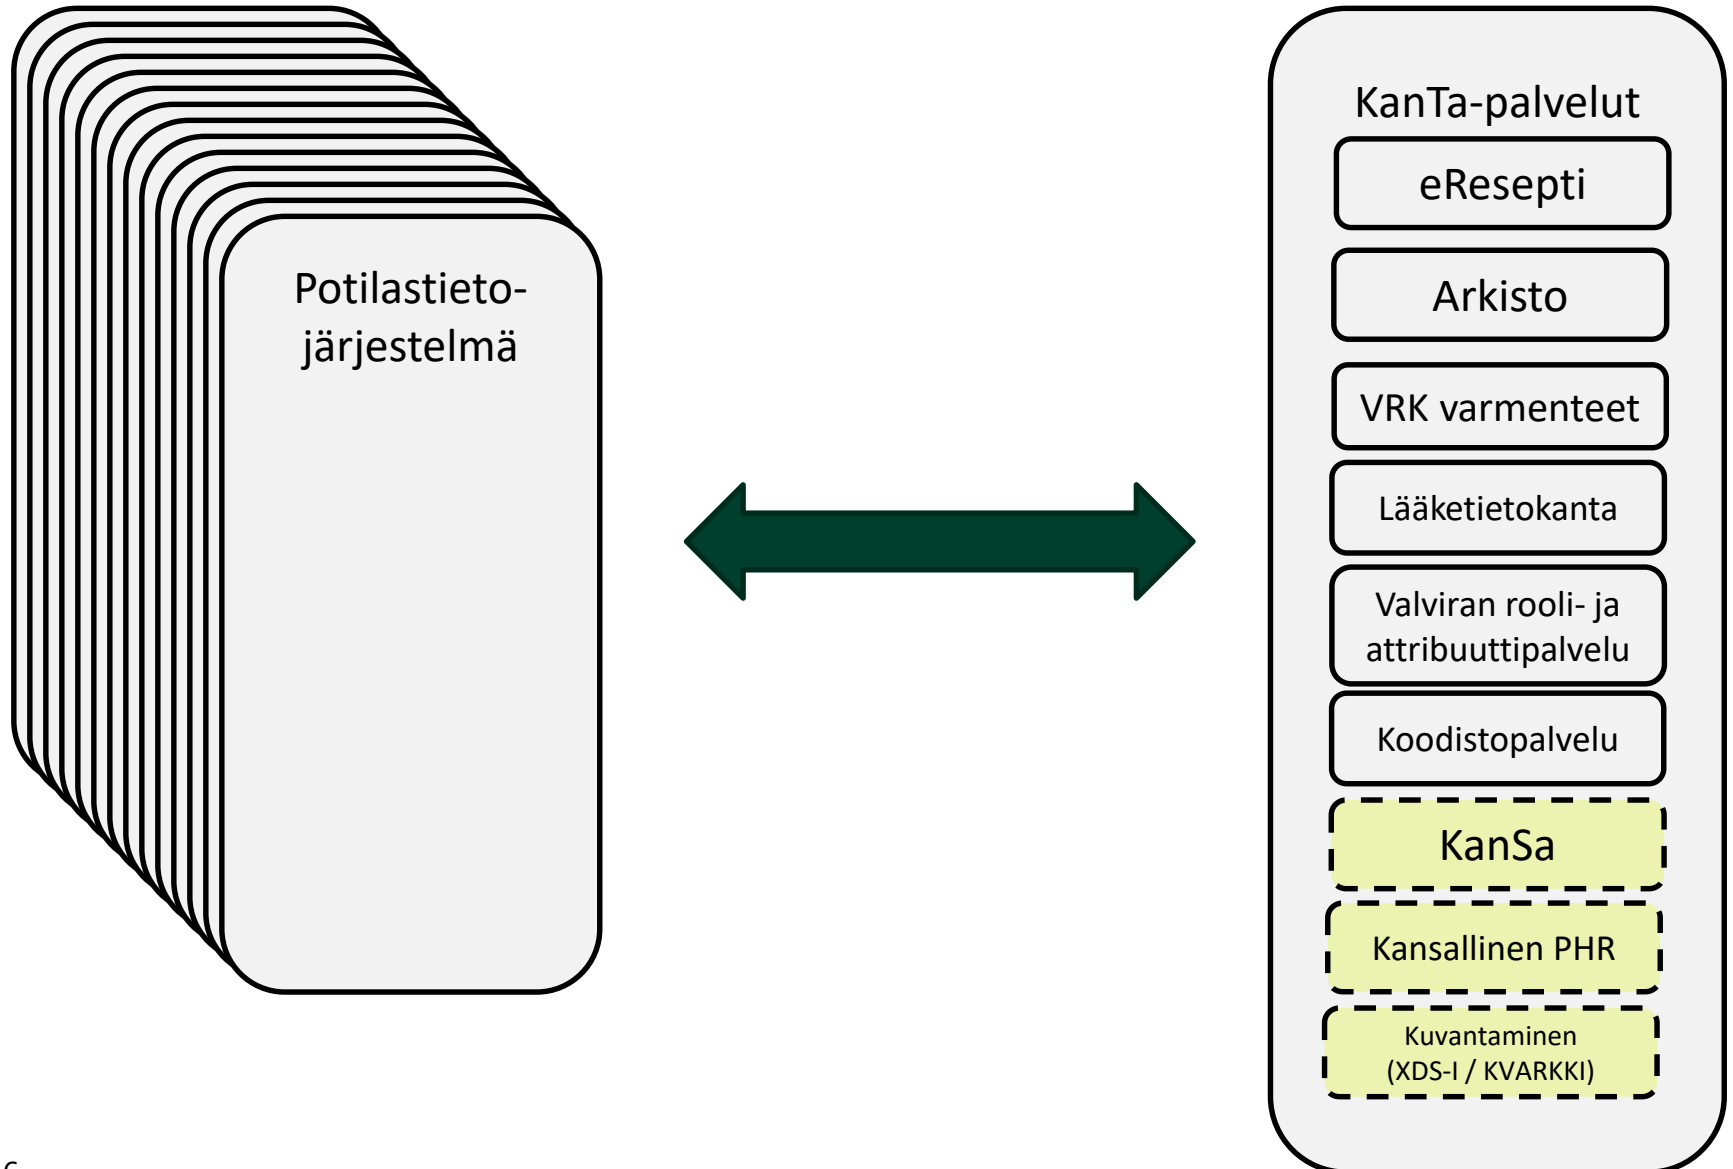 Potilastieto-
järjestelmä
KanTa-palvelut
eResepti
Arkisto
VRK varmenteet
Lääketietokanta
Valviran rooli- ja
attribuuttipalvelu
Koodistopalvelu
KanSa
Kansallinen PHR
Kuvantaminen
(XDS-I / KVARKKI)